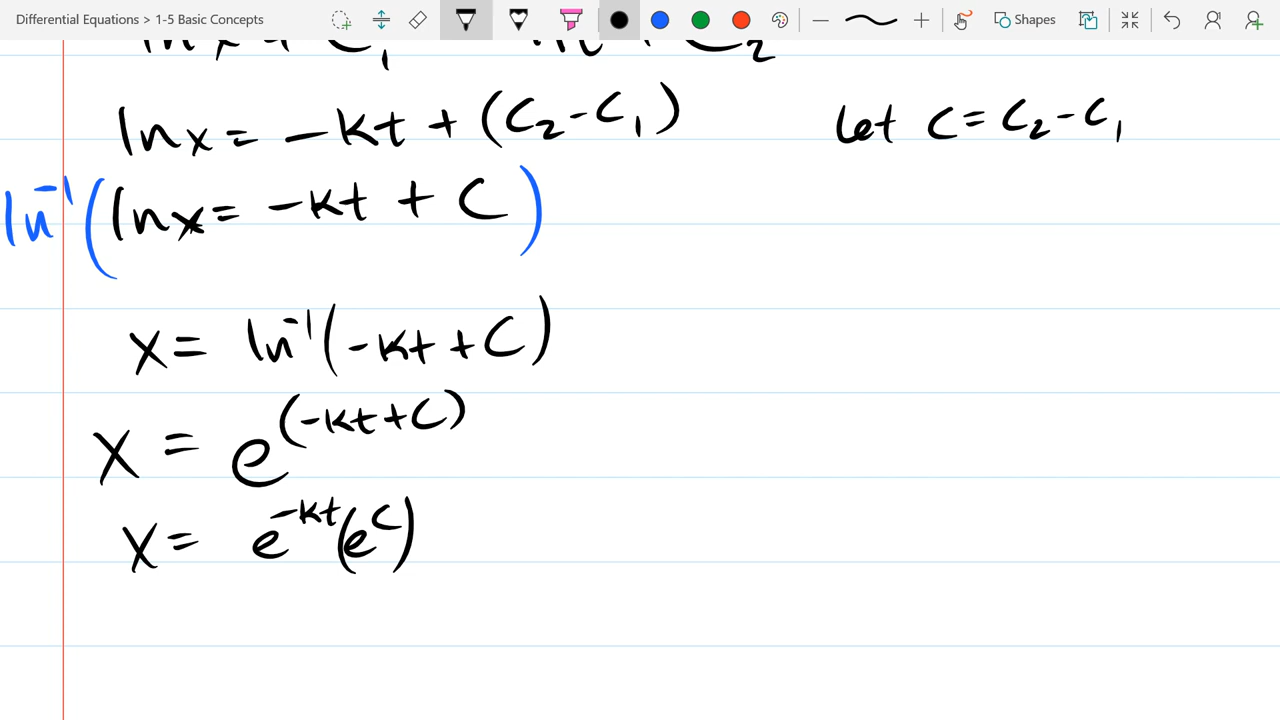 Differential Equations > 1-5 Basic Concepts
Shapes
ln x = -kt + (C₂ - C₁)
let C = C₂ - C₁
ln⁻¹(ln x = -kt + C)
x = ln⁻¹(-kt + C)
x = e^(-kt+C)
x = e^-kt(e^C)